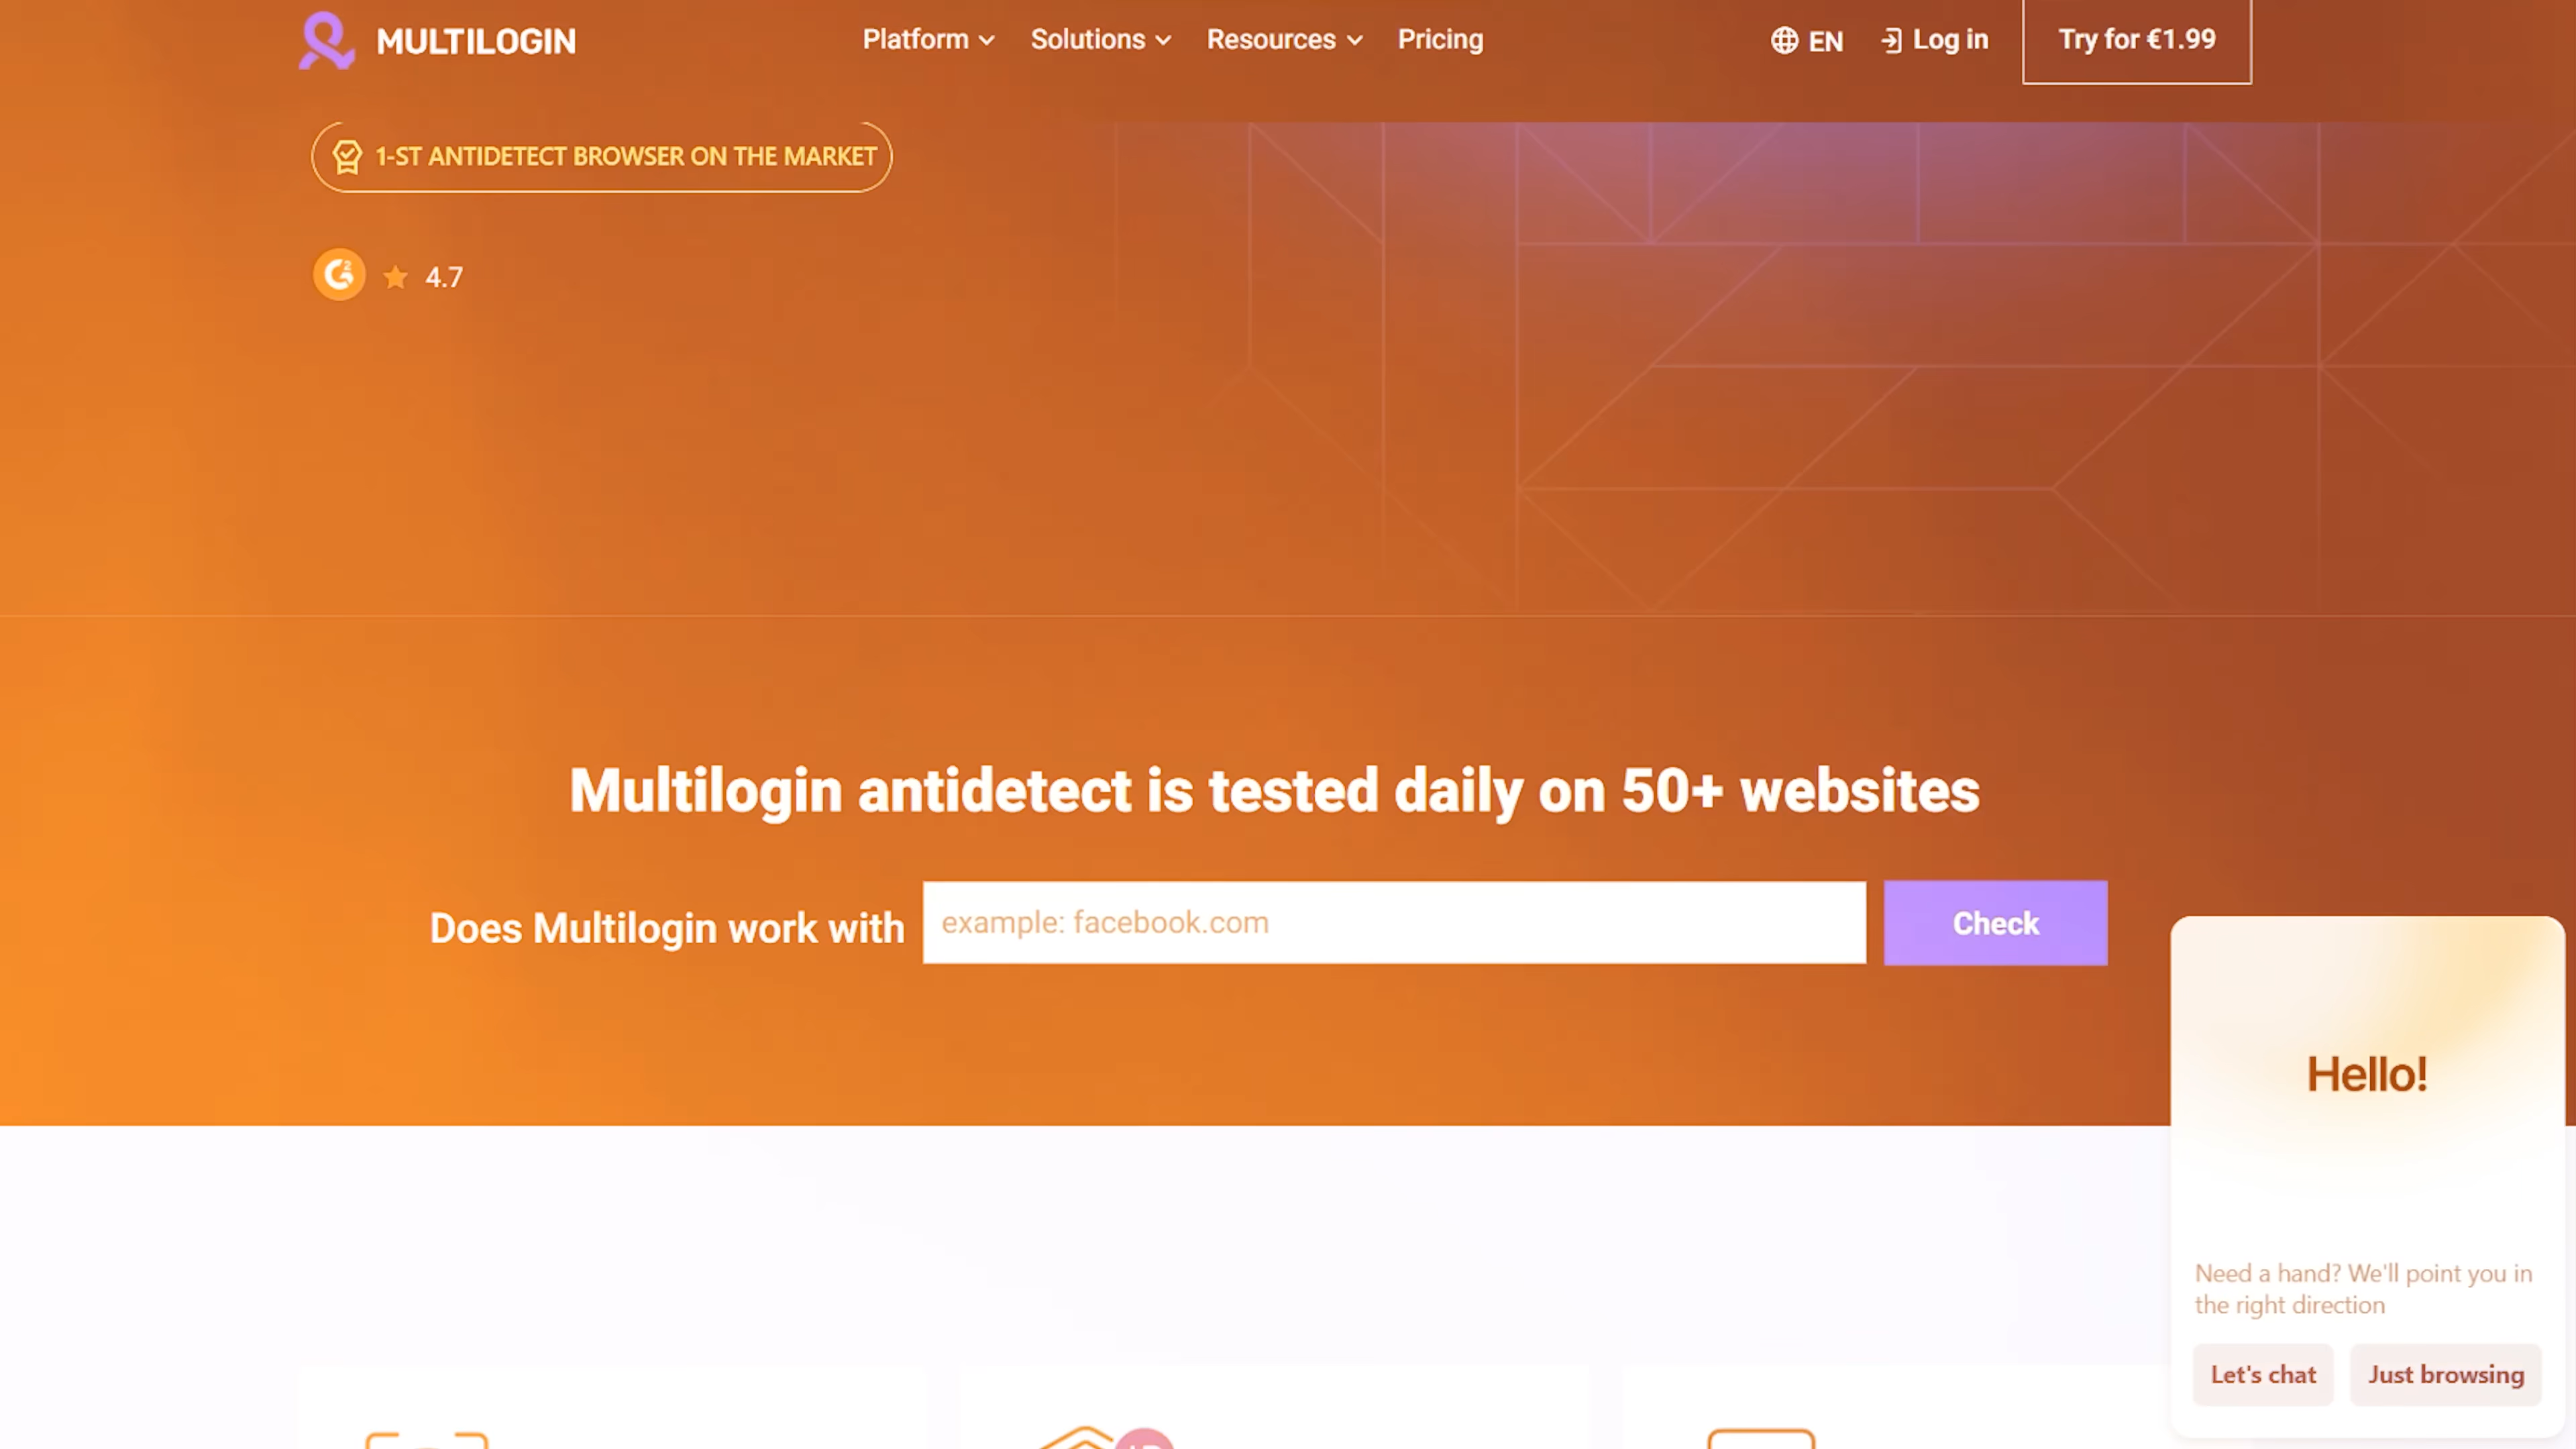 MULTILOGIN
Platform
Solutions
Resources
Pricing
EN
Log in
Try for €1.99
1-ST ANTIDETECT BROWSER ON THE MARKET
4.7
Multilogin antidetect is tested daily on 50+ websites
Does Multilogin work with
example: facebook.com
Check
Hello!
Need a hand? We'll point you in
the right direction
Let's chat
Just browsing